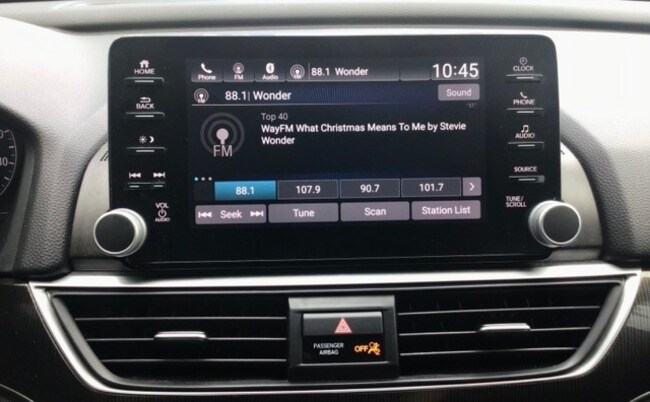 HOME
BACK
VOL
AUDIO
Phone
FM
Audio
88.1 Wonder
10:45
88.1| Wonder
Sound
FM
Top 40
WayFM What Christmas Means To Me by Stevie
Wonder
88.1
107.9
90.7
101.7
Seek
Tune
Scan
Station List
CLOCK
PHONE
AUDIO
SOURCE
TUNE/
SCROLL
PASSENGER
AIRBAG
OFF